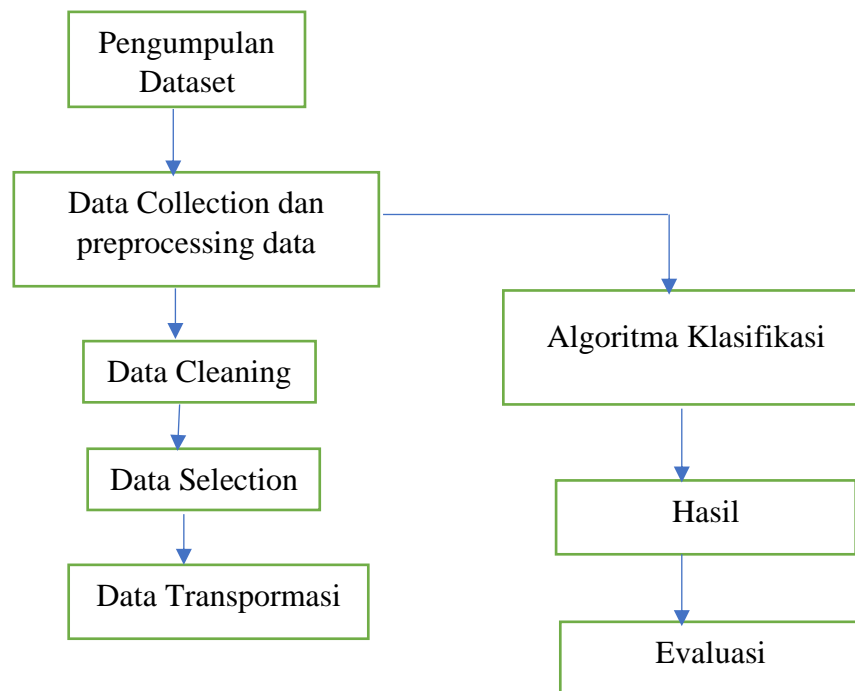 Pengumpulan
Dataset
Data Collection dan
preprocessing data
Algoritma Klasifikasi
Data Cleaning
Data Selection
Hasil
Data Transpormasi
Evaluasi